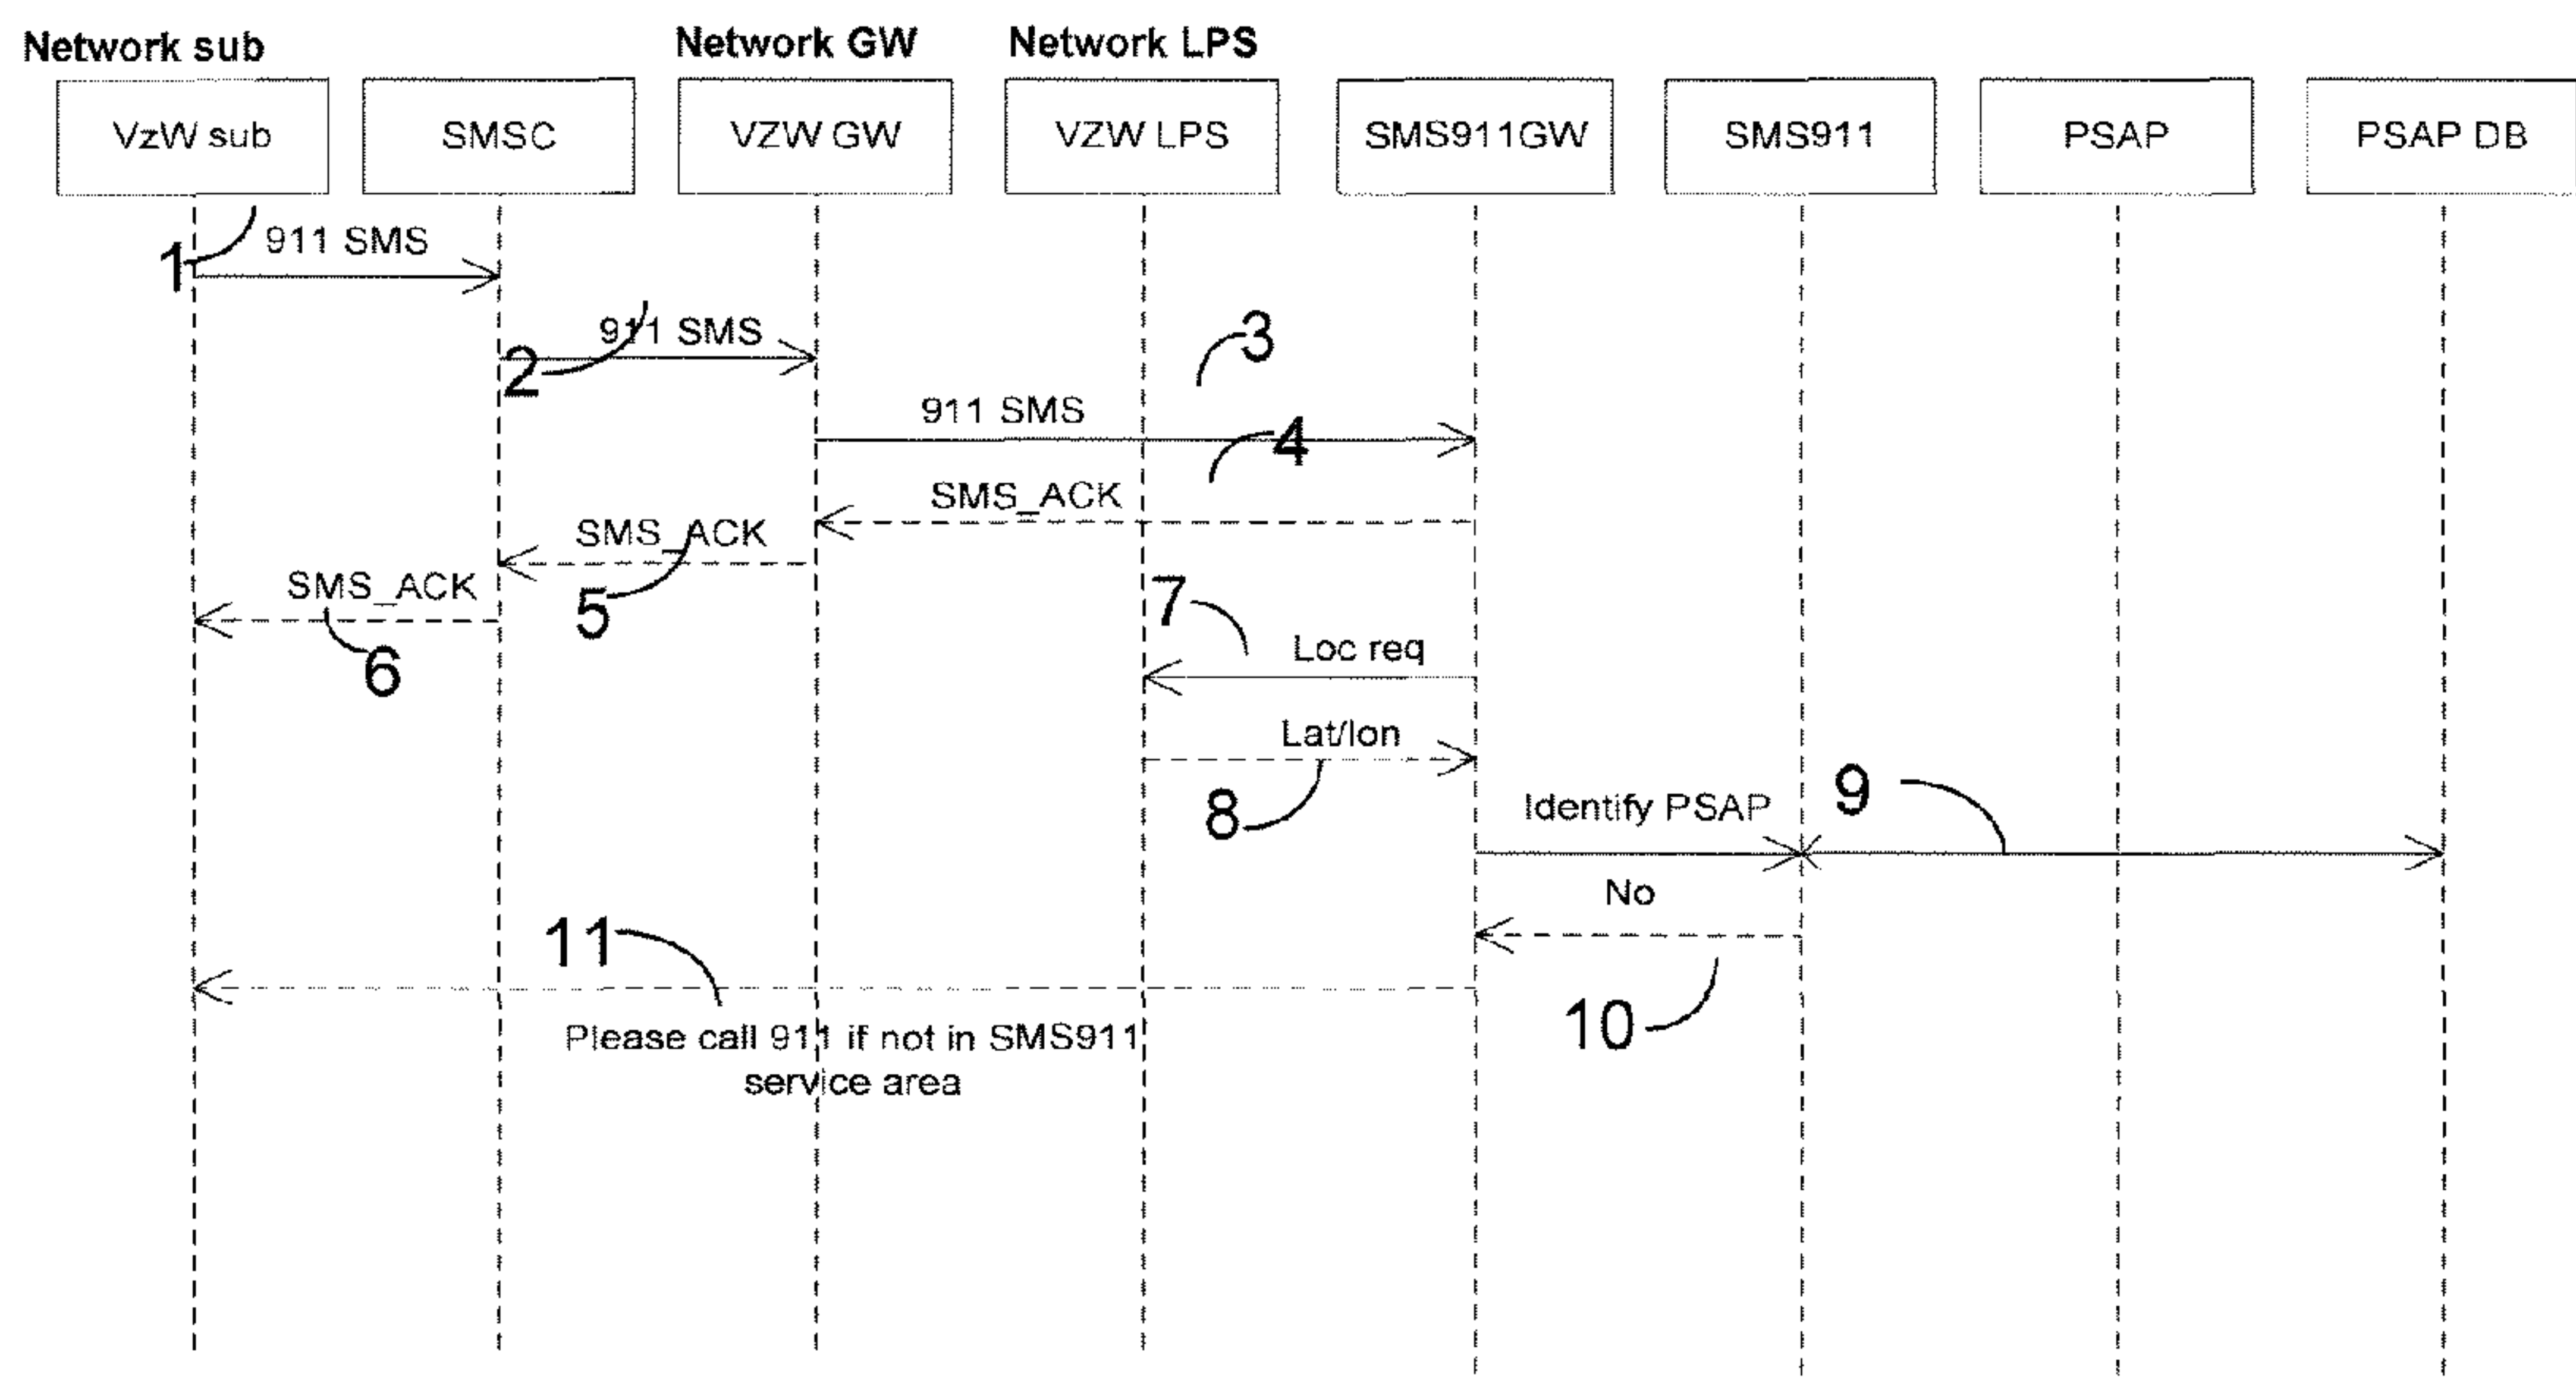 Network sub
Network GW
Network LPS
VzW sub
SMSC
VZW GW
VZW LPS
SMS911GW
SMS911
PSAP
PSAP DB
1
911 SMS
2
911 SMS
3
911 SMS
4
SMS_ACK
SMS_ACK
5
SMS_ACK
6
7
Loc req
Lat/lon
8
Identify PSAP
9
No
10
11
Please call 911 if not in SMS911
service area